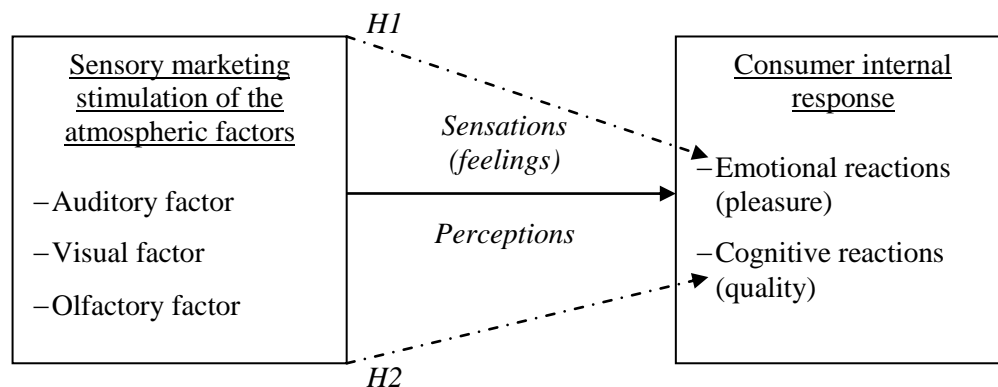 H1
Sensory marketing
stimulation of the
atmospheric factors
–Auditory factor
–Visual factor
–Olfactory factor
Sensations
(feelings)
Perceptions
Consumer internal
response
–Emotional reactions
(pleasure)
–Cognitive reactions
(quality)
H2